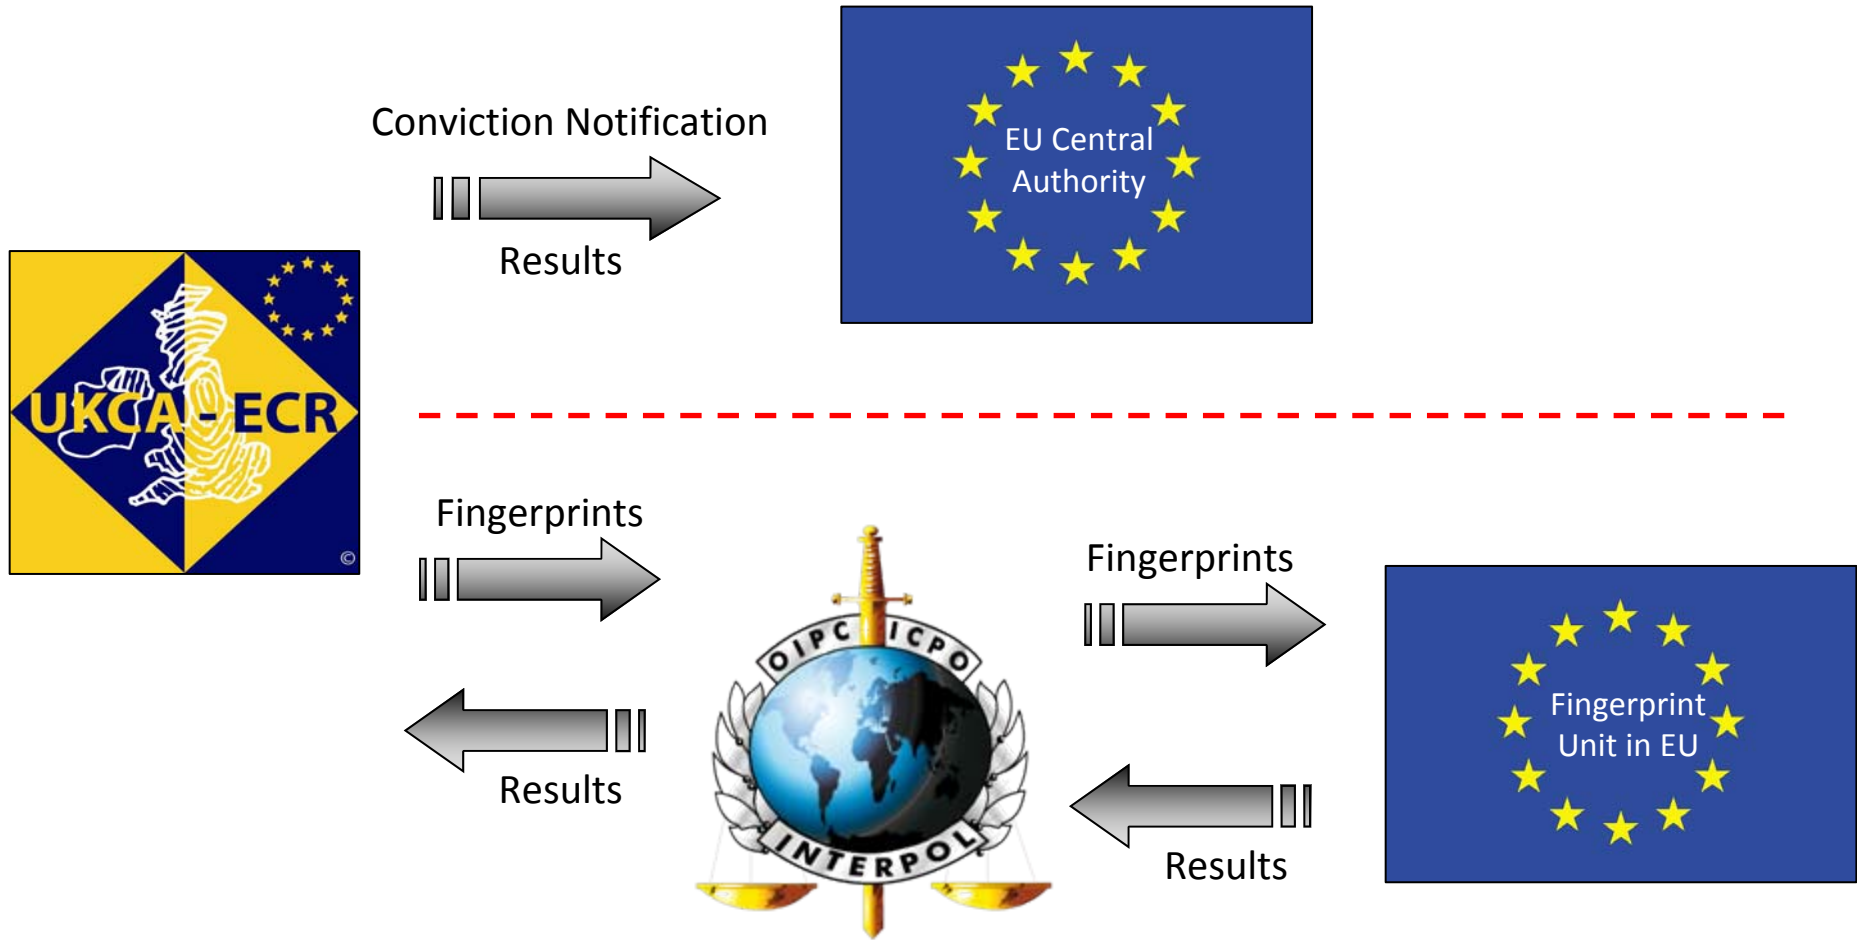 Conviction Notification
Results
EU Central
Authority
UKCA - ECR
©
Fingerprints
Results
OIPC ICPO
INTERPOL
Fingerprints
Results
Fingerprint
Unit in EU